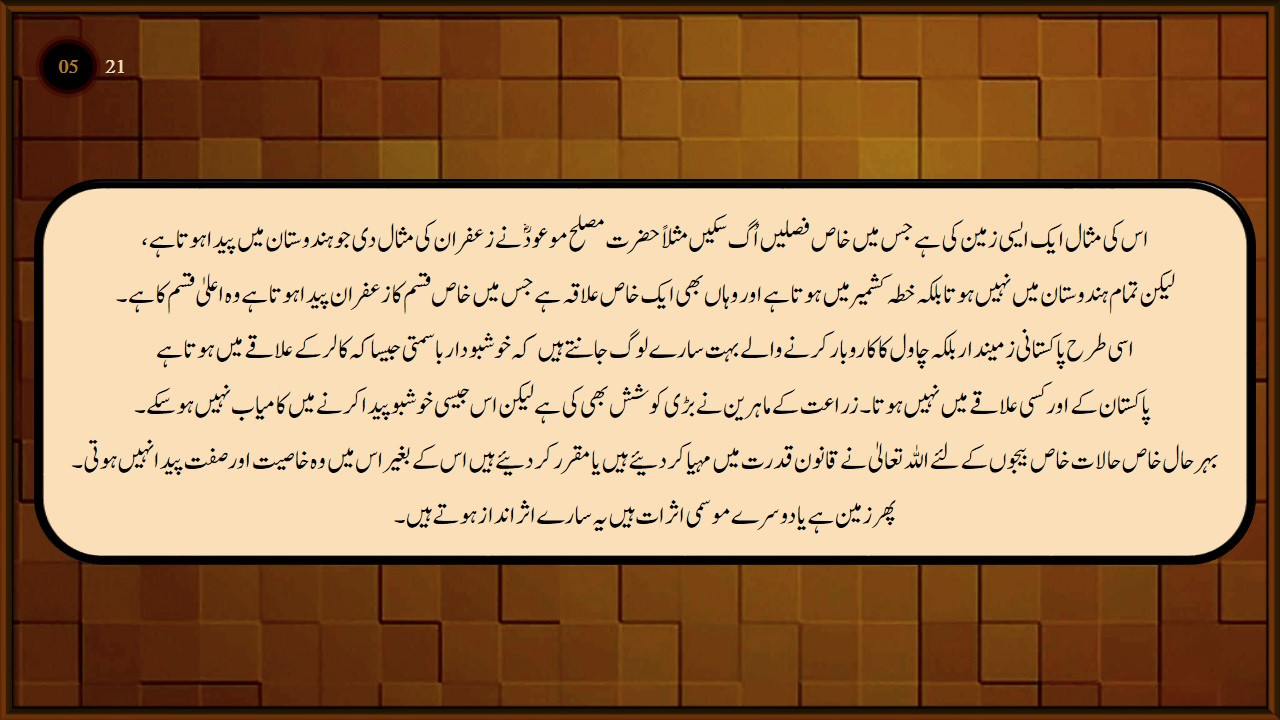 05 21
اس کی مثال ایک ایسی زمین کی ہے جس میں خاص فصلیں اُگ سکیں مثلاً حضرت مصلح موعودؓ نے زعفران کی مثال دی جو ہندوستان میں پیدا ہوتا ہے،
لیکن تمام ہندوستان میں نہیں ہوتا بلکہ خطہ کشمیر میں ہوتا ہے اور وہاں بھی ایک خاص علاقہ ہے جس میں خاص قسم کا زعفران پیدا ہوتا ہے وہ اعلیٰ قسم کا ہے۔
اسی طرح پاکستانی زمیندار بلکہ چاول کا کاروبار کرنے والے بہت سارے لوگ جانتے ہیں کہ خوشبودار باسمتی جیسا کہ کالر کے علاقے میں ہوتا ہے
پاکستان کے اور کسی علاقے میں نہیں ہوتا۔ زراعت کے ماہرین نے بڑی کوشش بھی کی ہے لیکن اس جیسی خوشبو پیدا کرنے میں کامیاب نہیں ہو سکے۔
بہر حال خاص حالات خاص بیجوں کے لئے اللہ تعالیٰ نے قانون قدرت میں مہیا کر دیئے ہیں یا مقرر کر دیئے ہیں اس کے بغیر اس میں وہ خاصیت اور صفت پیدا نہیں ہوتی۔
پھر زمین ہے یا دوسرے موسمی اثرات ہیں یہ سارے اثر انداز ہوتے ہیں۔